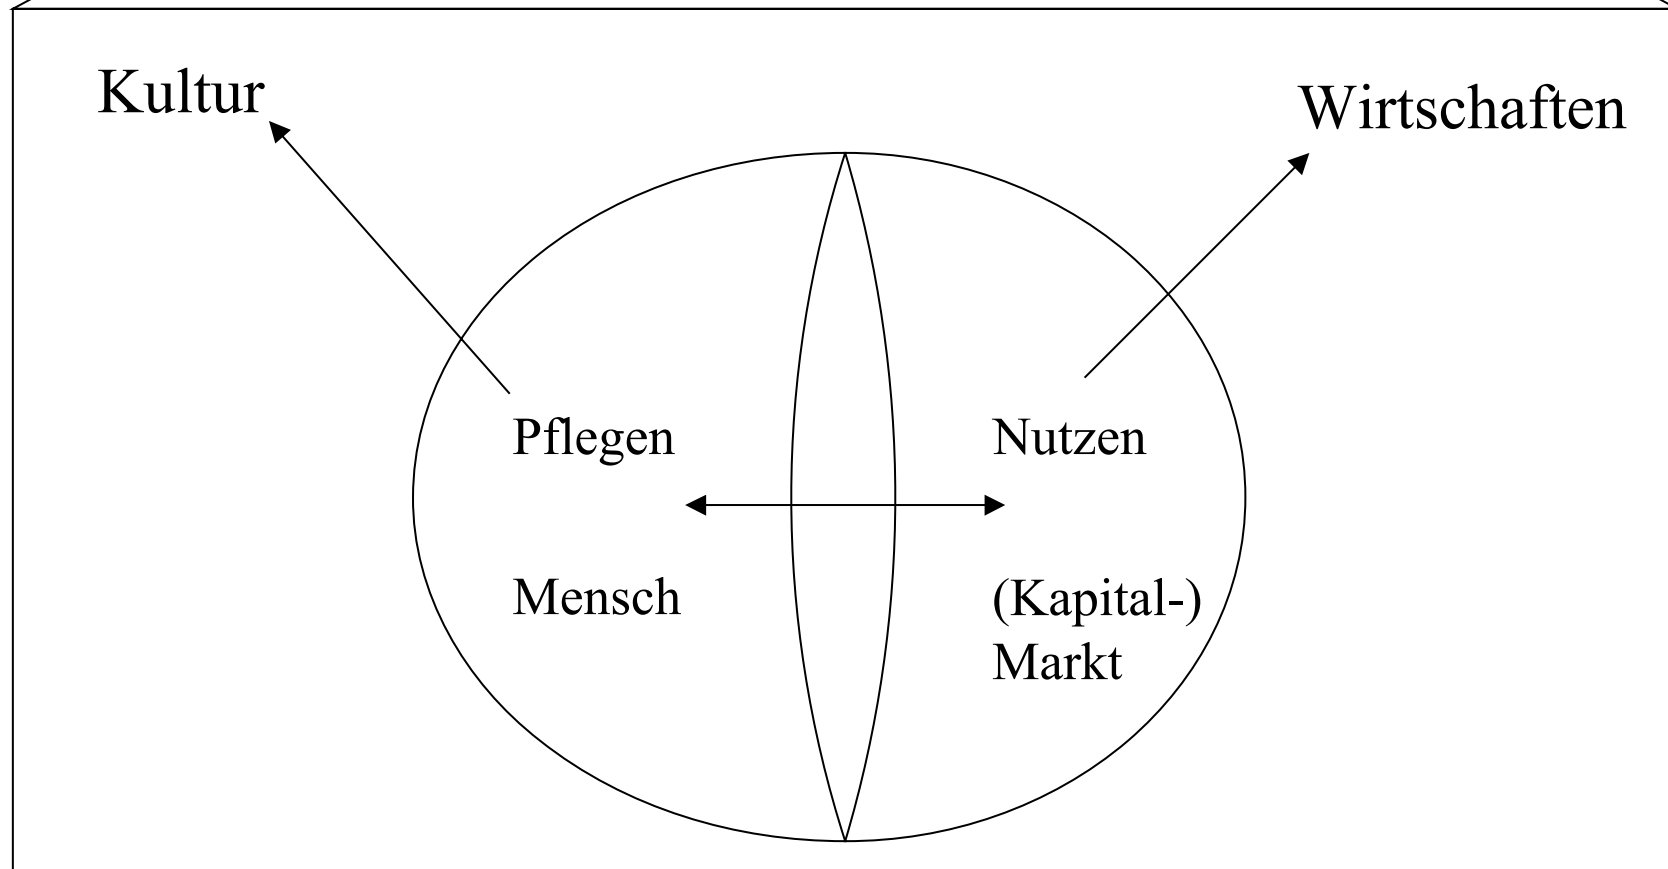 Kultur
Wirtschaften
Pflegen
Nutzen
Mensch
(Kapital-)
Markt